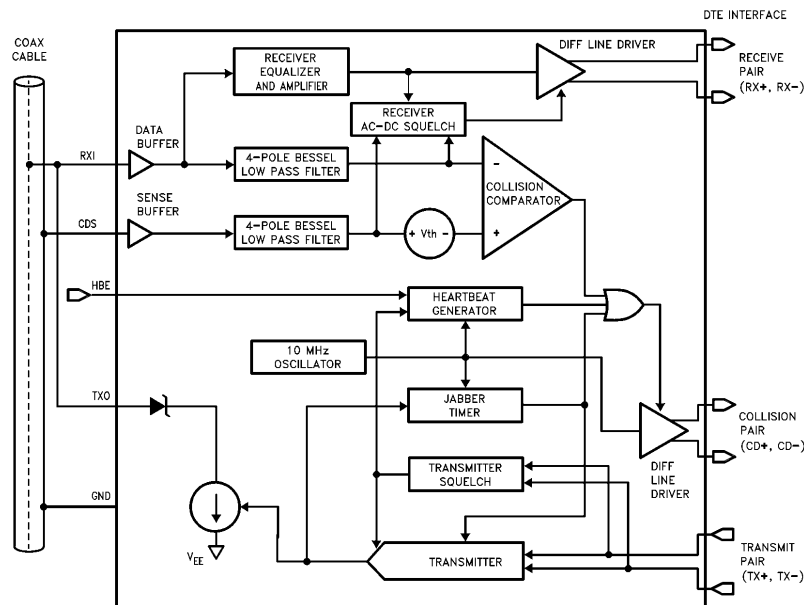 DTE INTERFACE
COAX
CABLE
DIFF LINE DRIVER
RECEIVER
EQUALIZER
AND AMPLIFIER
RECEIVE
PAIR
(RX+, RX-)
RECEIVER
AC-DC SQUELCH
DATA
BUFFER
RXI
4-POLE BESSEL
LOW PASS FILTER
-
COLLISION
COMPARATOR
SENSE
BUFFER
CDS
4-POLE BESSEL
LOW PASS FILTER
+ Vth -
+
HBE
HEARTBEAT
GENERATOR
10 MHz
OSCILLATOR
TXO
JABBER
TIMER
COLLISION
PAIR
(CD+, CD-)
DIFF
LINE
DRIVER
TRANSMITTER
SQUELCH
GND
VEE
TRANSMITTER
TRANSMIT
PAIR
(TX+, TX-)